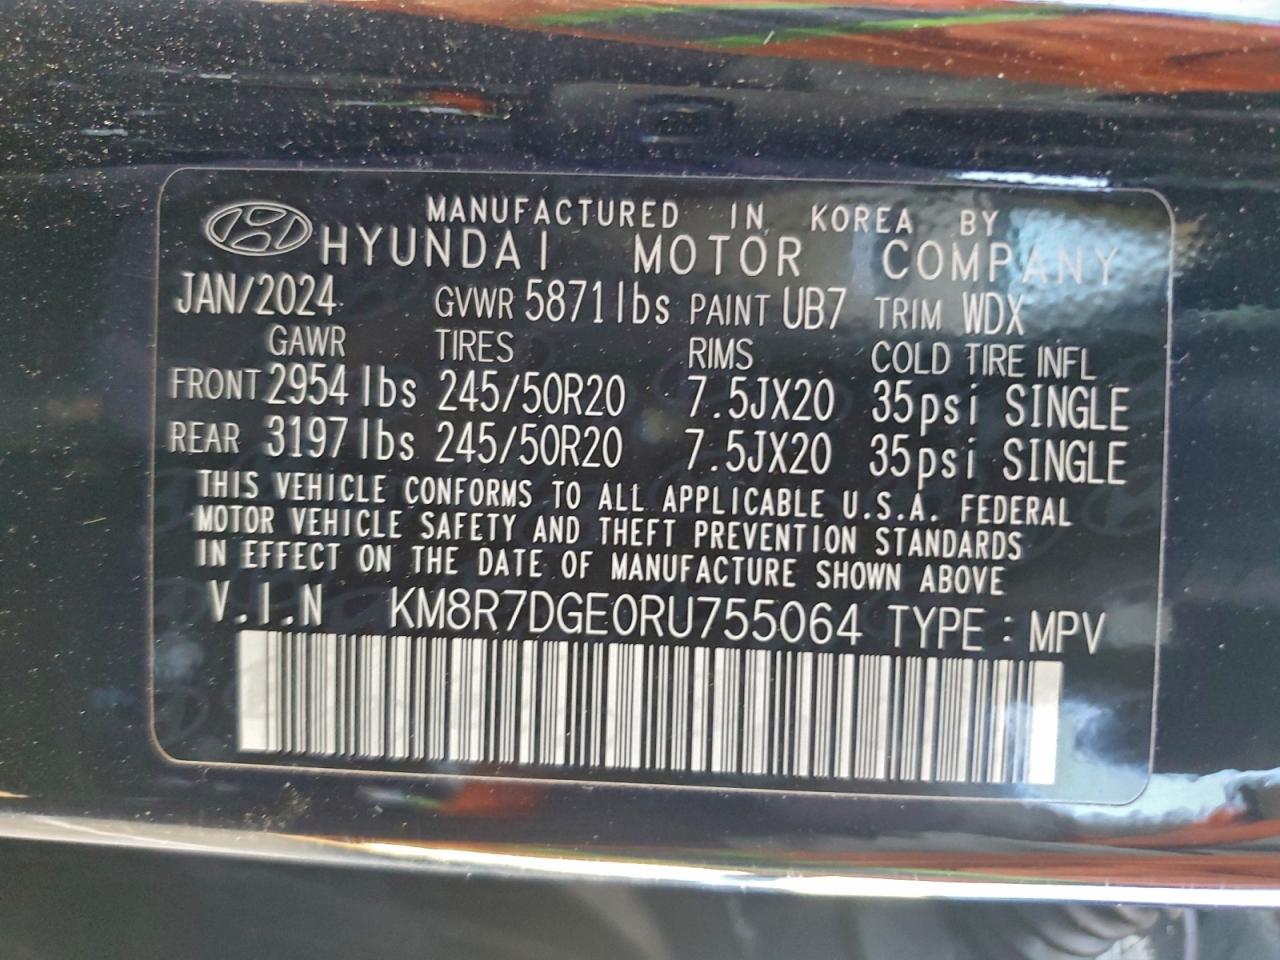 MANUFACTURED IN KOREA BY
HYUNDAI MOTOR COMPANY
JAN/2024 GVWR 5871lbs PAINT UB7 TRIM WDX
GAWR TIRES RIMS COLD TIRE INFL
FRONT 2954lbs 245/50R20 7.5JX20 35psi SINGLE
REAR 3197lbs 245/50R20 7.5JX20 35psi SINGLE
THIS VEHICLE CONFORMS TO ALL APPLICABLE U.S.A. FEDERAL
MOTOR VEHICLE SAFETY AND THEFT PREVENTION STANDARDS
IN EFFECT ON THE DATE OF MANUFACTURE SHOWN ABOVE
V.I.N KM8R7DGE0RU755064 TYPE : MPV